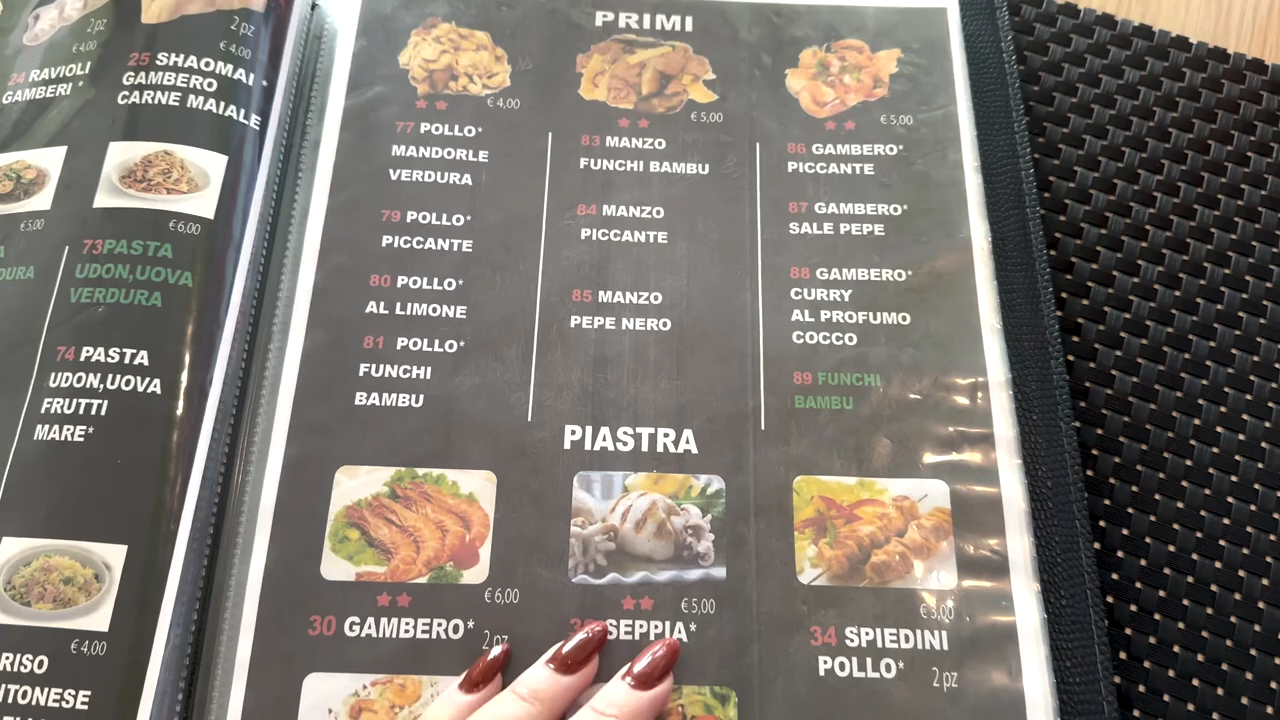 2 pz
€ 4,00
24 RAVIOLI
GAMBERI *
2 pz
€ 4,00
25 SHAOMAI *
GAMBERO
CARNE MAIALE
€ 5,00
€ 6,00
73PASTA
UDON,UOVA
VERDURA
74 PASTA
UDON,UOVA
FRUTTI
MARE*
€ 4,00
RISO
PRIMI
€ 4,00
77 POLLO*
MANDORLE
VERDURA
79 POLLO*
PICCANTE
80 POLLO*
AL LIMONE
81 POLLO*
FUNCHI
BAMBU
€ 5,00
83 MANZO
FUNCHI BAMBU
84 MANZO
PICCANTE
85 MANZO
PEPE NERO
€ 5,00
86 GAMBERO*
PICCANTE
87 GAMBERO*
SALE PEPE
88 GAMBERO*
CURRY
AL PROFUMO
COCCO
89 FUNCHI
BAMBU
PIASTRA
€ 6,00
30 GAMBERO*
2 pz
€ 5,00
SEPPIA*
€ 3,00
34 SPIEDINI
POLLO*
2 pz